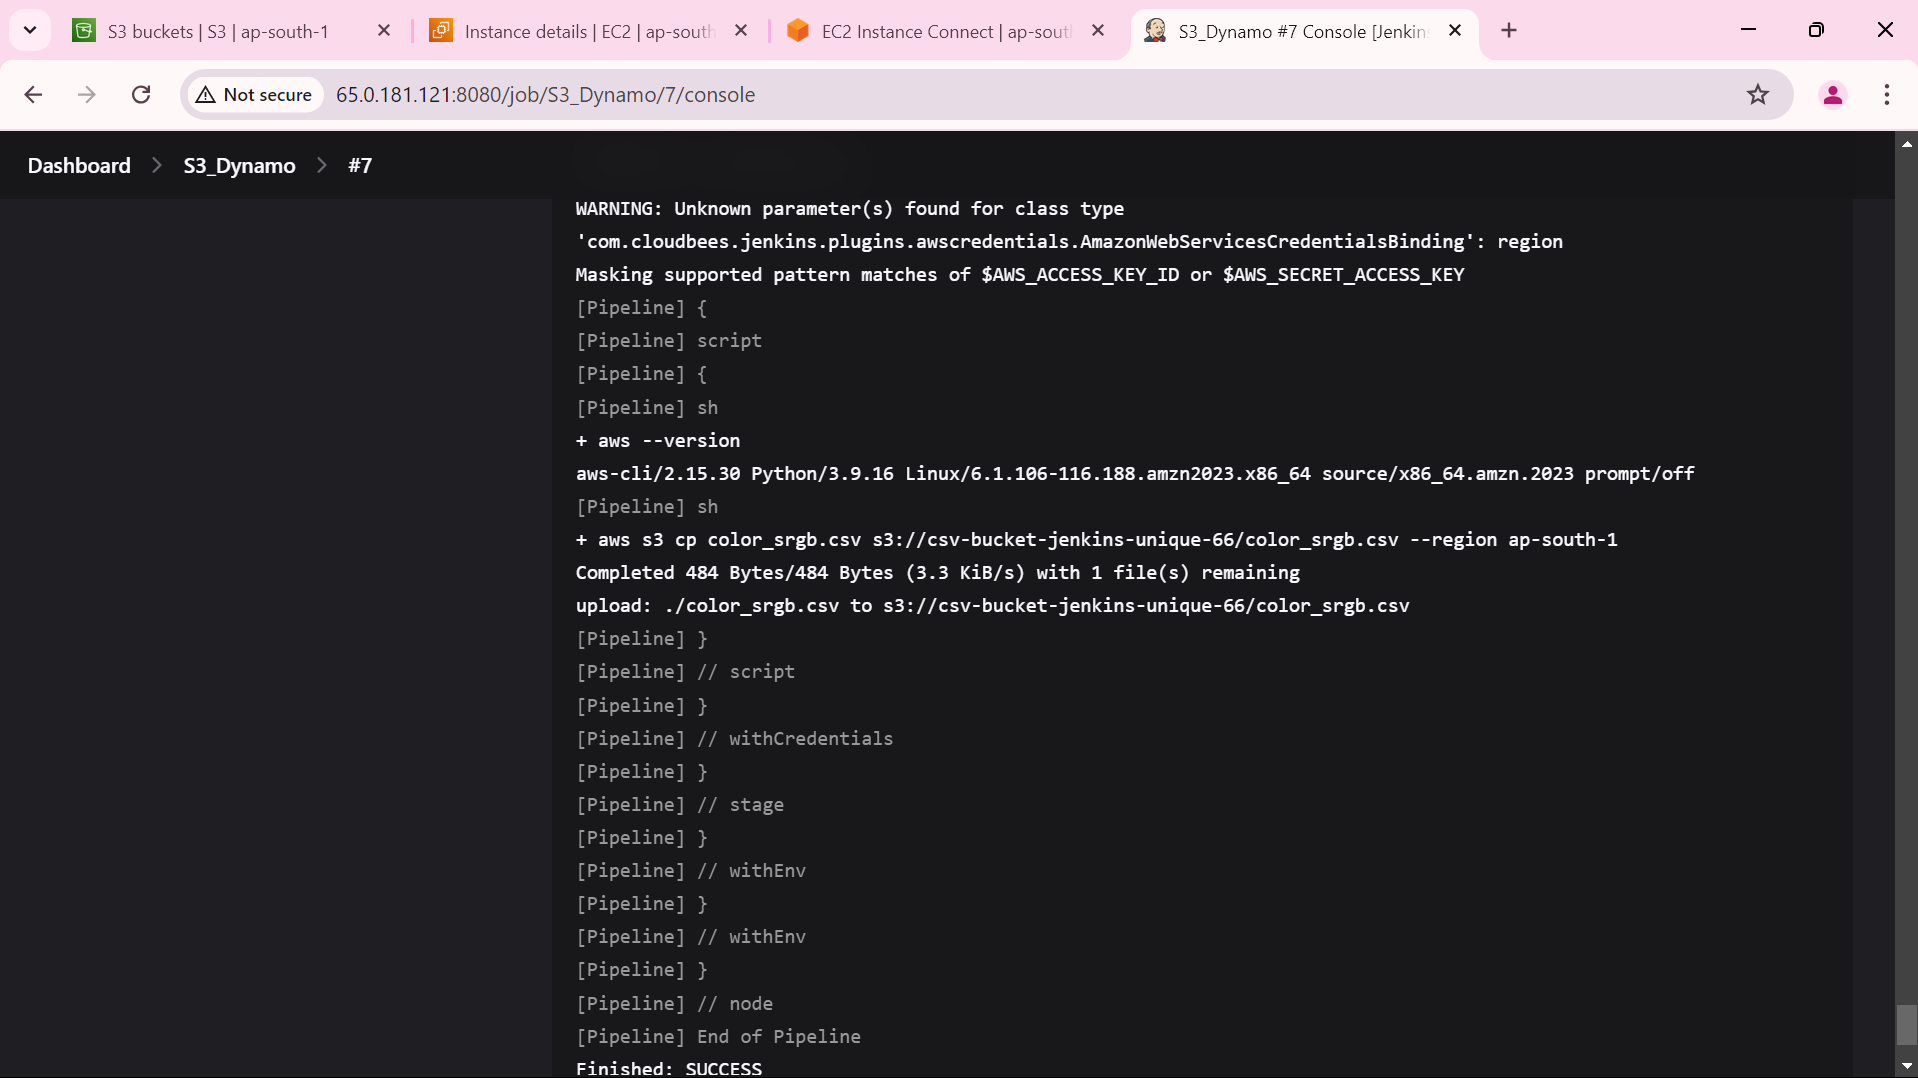 S3 buckets | S3 | ap-south-1
Instance details | EC2 | ap-south
EC2 Instance Connect | ap-sout
S3_Dynamo #7 Console [Jenkin
Not secure
65.0.181.121:8080/job/S3_Dynamo/7/console
Dashboard > S3_Dynamo > #7
WARNING: Unknown parameter(s) found for class type
'com.cloudbees.jenkins.plugins.awscredentials.AmazonWebServicesCredentialsBinding': region
Masking supported pattern matches of $AWS_ACCESS_KEY_ID or $AWS_SECRET_ACCESS_KEY
[Pipeline] {
[Pipeline] script
[Pipeline] {
[Pipeline] sh
+ aws --version
aws-cli/2.15.30 Python/3.9.16 Linux/6.1.106-116.188.amzn2023.x86_64 source/x86_64.amzn.2023 prompt/off
[Pipeline] sh
+ aws s3 cp color_srgb.csv s3://csv-bucket-jenkins-unique-66/color_srgb.csv --region ap-south-1
Completed 484 Bytes/484 Bytes (3.3 KiB/s) with 1 file(s) remaining
upload: ./color_srgb.csv to s3://csv-bucket-jenkins-unique-66/color_srgb.csv
[Pipeline] }
[Pipeline] // script
[Pipeline] }
[Pipeline] // withCredentials
[Pipeline] }
[Pipeline] // stage
[Pipeline] }
[Pipeline] // withEnv
[Pipeline] }
[Pipeline] // withEnv
[Pipeline] }
[Pipeline] // node
[Pipeline] End of Pipeline
Finished: SUCCESS